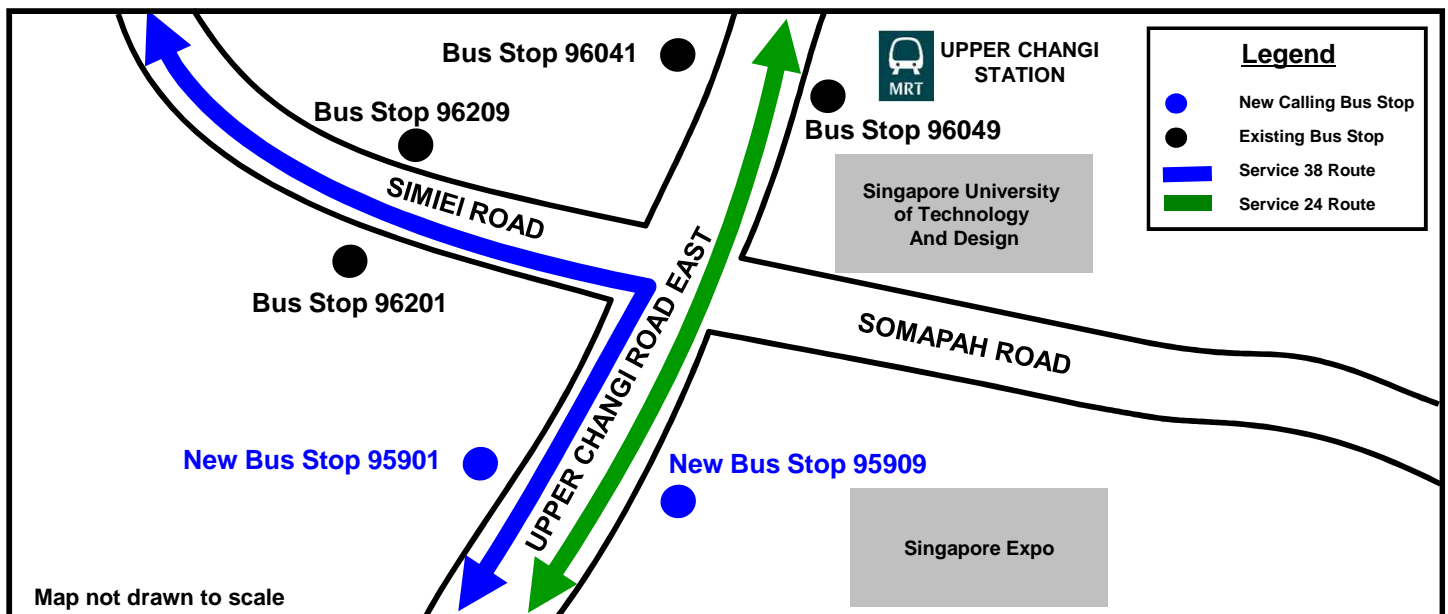 Bus Stop 96041
UPPER CHANGI
STATION
MRT
Legend
New Calling Bus Stop
Existing Bus Stop
Service 38 Route
Service 24 Route
Bus Stop 96209
Bus Stop 96049
SIMIEI ROAD
Singapore University
of Technology
And Design
Bus Stop 96201
UPPER CHANGI ROAD EAST
SOMAPAH ROAD
New Bus Stop 95901
New Bus Stop 95909
Singapore Expo
Map not drawn to scale